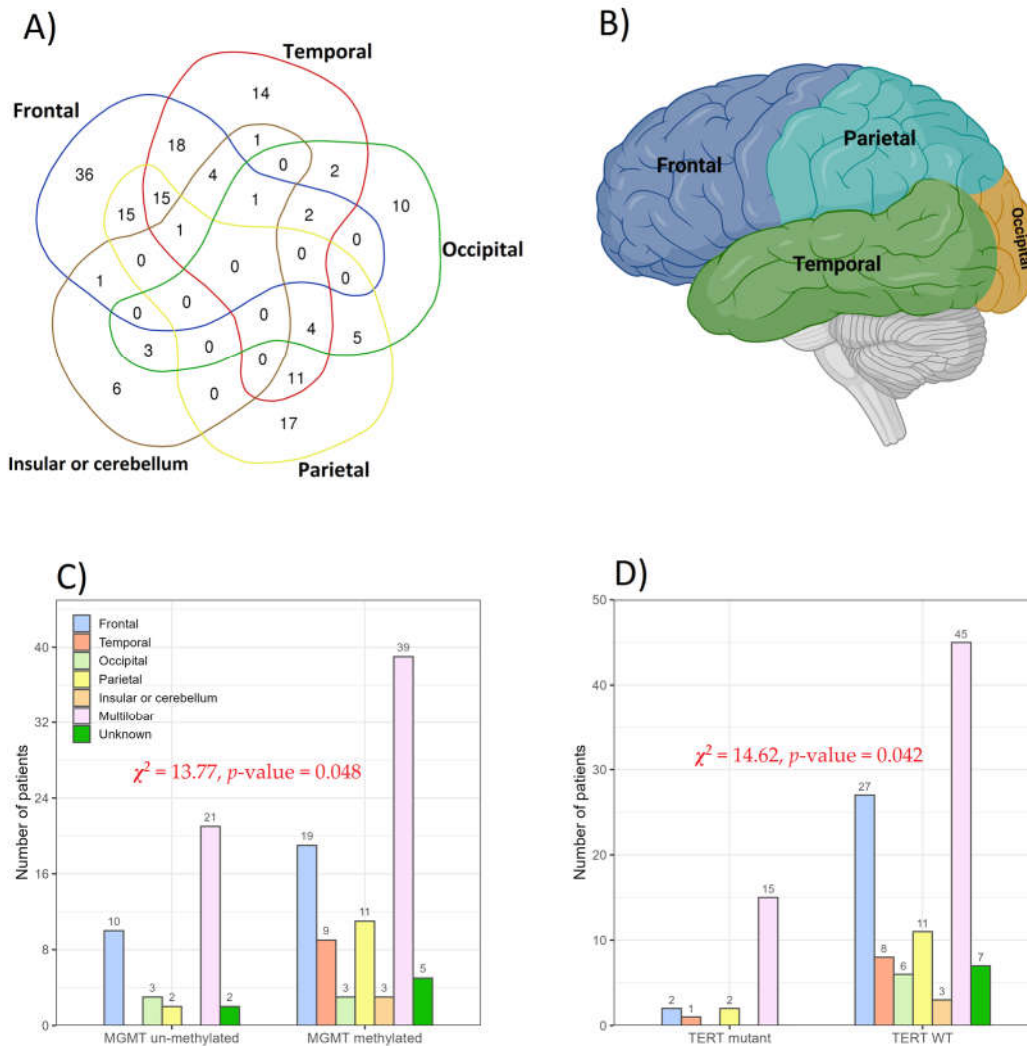 A)
Temporal
Frontal
14
1
18
0
2
36
4
10
15
15
1
2
1
0
Occipital
0
0
0
0
1
0
0
0
4
5
3
0
0
6
0
11
17
Insular or cerebellum
Parietal
B)
Parietal
Frontal
Occipital
Temporal
C)
Number of patients
40
32
24
16
8
0
Frontal
Temporal
Occipital
Parietal
Insular or cerebellum
Multilobar
Unknown
χ² = 13.77, p-value = 0.048
10
3
2
21
2
19
9
3
11
3
39
5
MGMT un-methylated
MGMT methylated
D)
Number of patients
50
40
30
20
10
0
χ² = 14.62, p-value = 0.042
2
1
2
15
27
8
6
11
3
45
7
TERT mutant
TERT WT